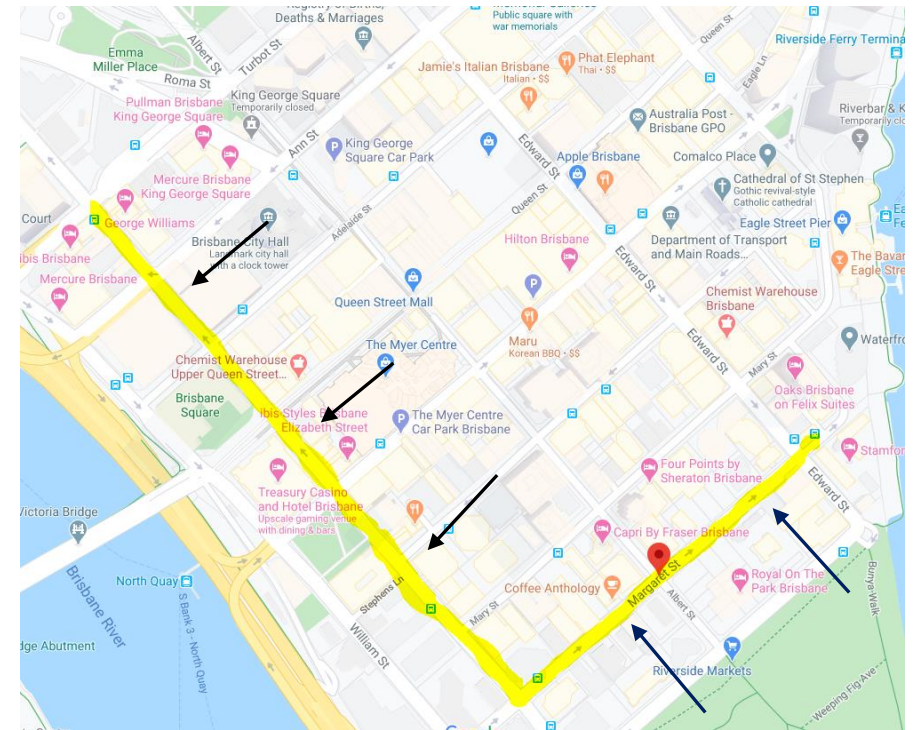 Registry of Births,
Deaths & Marriages
Public square with
war memorials
Queen St
Riverside Ferry Termina
Emma
Miller Place
Albert St
Turbot St
Roma St
Jamie's Italian Brisbane
Italian • $$
Phat Elephant
Thai • $$
Eagle Ln
Pullman Brisbane
King George Square
King George Square
Temporarily closed
Ann St
King George
Square Car Park
Australia Post -
Brisbane GPO
Riverbar & K
Temporarily clo
Edward St
Apple Brisbane
Comalco Place
Mercure Brisbane
King George Square
Cathedral of St Stephen
Gothic revival-style
Catholic cathedral
Queen St
Court
George Williams
Adelaide St
Eagle Street Pier
Ea
Fe
Brisbane City Hall
Landmark city hall
with a clock tower
Hilton Brisbane
Department of Transport
and Main Roads...
ibis Brisbane
Edward St
The Bavar
Eagle Stre
Mercure Brisbane
Queen Street Mall
Chemist Warehouse
Brisbane
Maru
Korean BBQ • $$
The Myer Centre
Edward St
Waterfro
Chemist Warehouse
Upper Queen Street...
Mary St
Brisbane
Square
Oaks Brisbane
on Felix Suites
ibis Styles Brisbane
Elizabeth Street
The Myer Centre
Car Park Brisbane
Stamfor
Four Points by
Sheraton Brisbane
Edward St
Treasury Casino
and Hotel Brisbane
Upscale gaming venue
with dining & bars
Victoria Bridge
Capri By Fraser Brisbane
North Quay
Brisbane River
S Bank 3 - North Quay
Stephens Ln
Coffee Anthology
Margaret St
Royal On The
Park Brisbane
Bunya Walk
Mary St
Albert St
William St
dge Abutment
Riverside Markets
Weeping Fig Ave